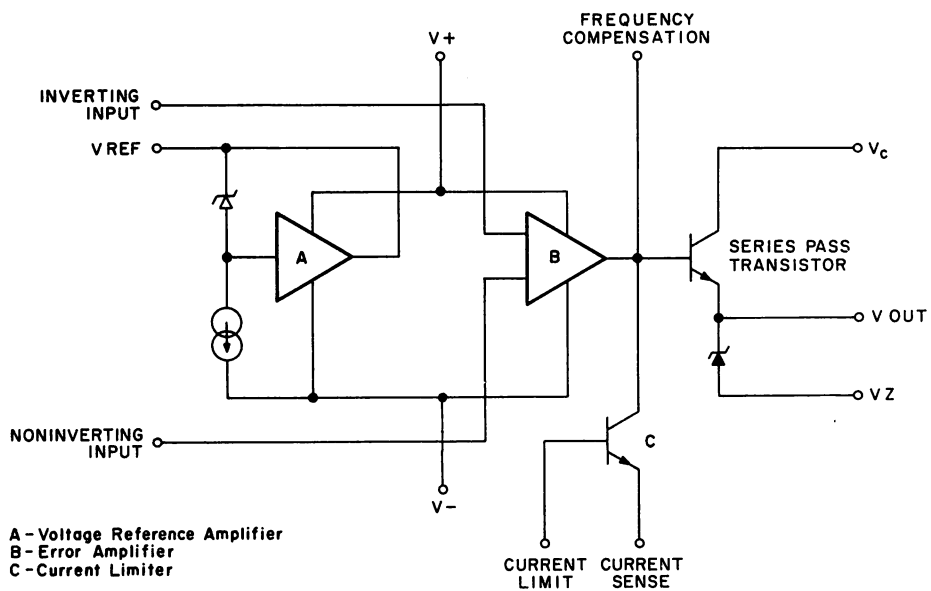 FREQUENCY
COMPENSATION
V+
INVERTING
INPUT
V REF
Vc
A
B
SERIES PASS
TRANSISTOR
V OUT
VZ
NONINVERTING
INPUT
C
V-
A - Voltage Reference Amplifier
B - Error Amplifier
C - Current Limiter
CURRENT
LIMIT
CURRENT
SENSE